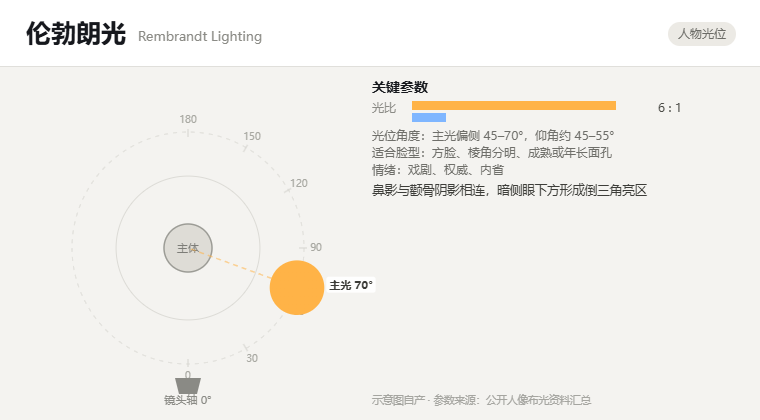 伦勃朗光 Rembrandt Lighting
人物光位
关键参数
光比 6 : 1
光位角度：主光偏侧 45–70°，仰角约 45–55°
适合脸型：方脸、棱角分明、成熟或年长面孔
情绪：戏剧、权威、内省
鼻影与颧骨阴影相连，暗侧眼下方形成倒三角亮区
180
150
120
90
主体
主光 70°
30
0
镜头轴 0°
示意图自产 · 参数来源：公开人像布光资料汇总